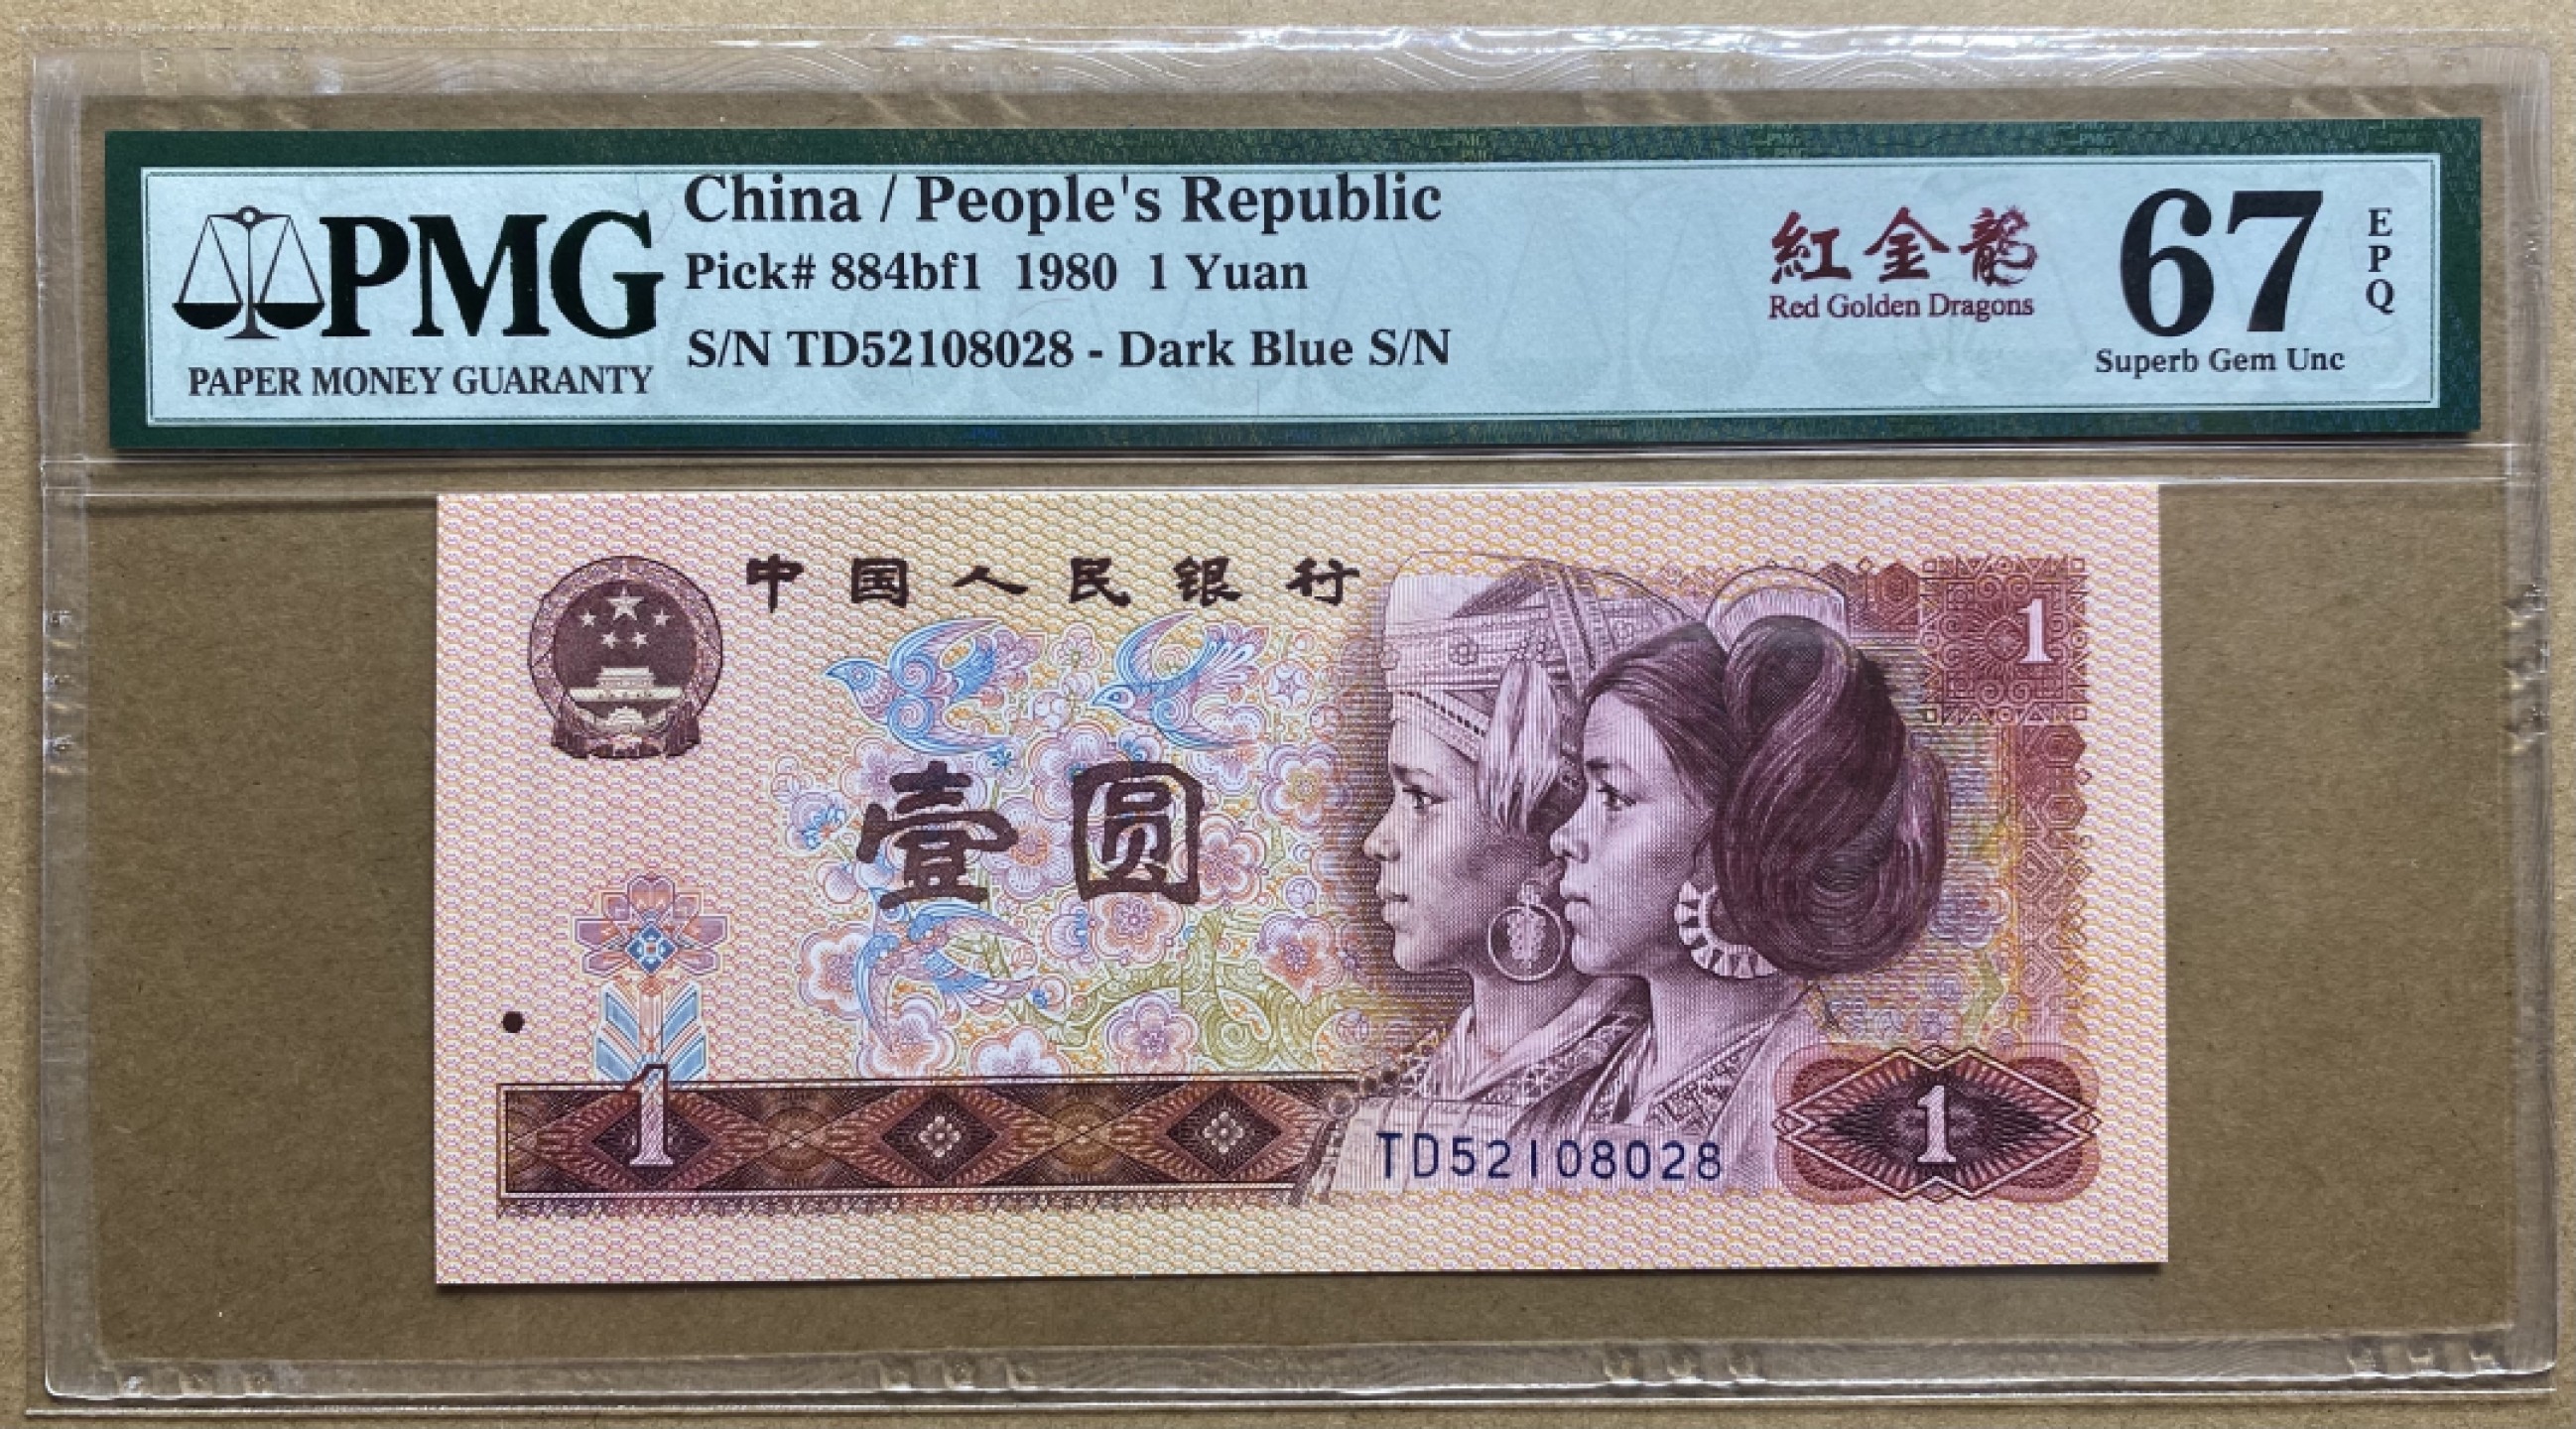 PMG
PAPER MONEY GUARANTY
China / People's Republic
Pick# 884bf1 1980 1 Yuan
S/N TD52108028 - Dark Blue S/N
紅金龍
Red Golden Dragons
67
EPQ
Superb Gem Unc
中国人民银行
1
壹圆
1
TD52108028
1